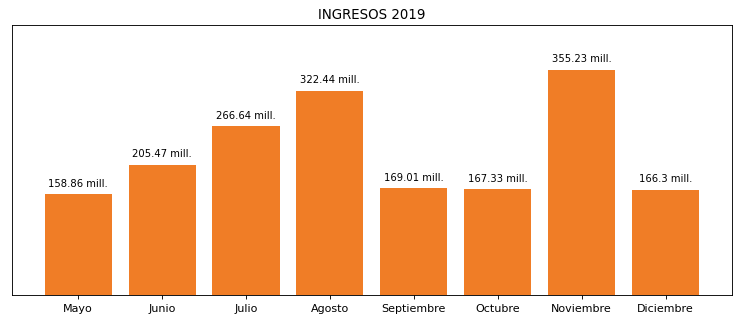 INGRESOS 2019
158.86 mill.
205.47 mill.
266.64 mill.
322.44 mill.
169.01 mill.
167.33 mill.
355.23 mill.
166.3 mill.
Mayo
Junio
Julio
Agosto
Septiembre
Octubre
Noviembre
Diciembre